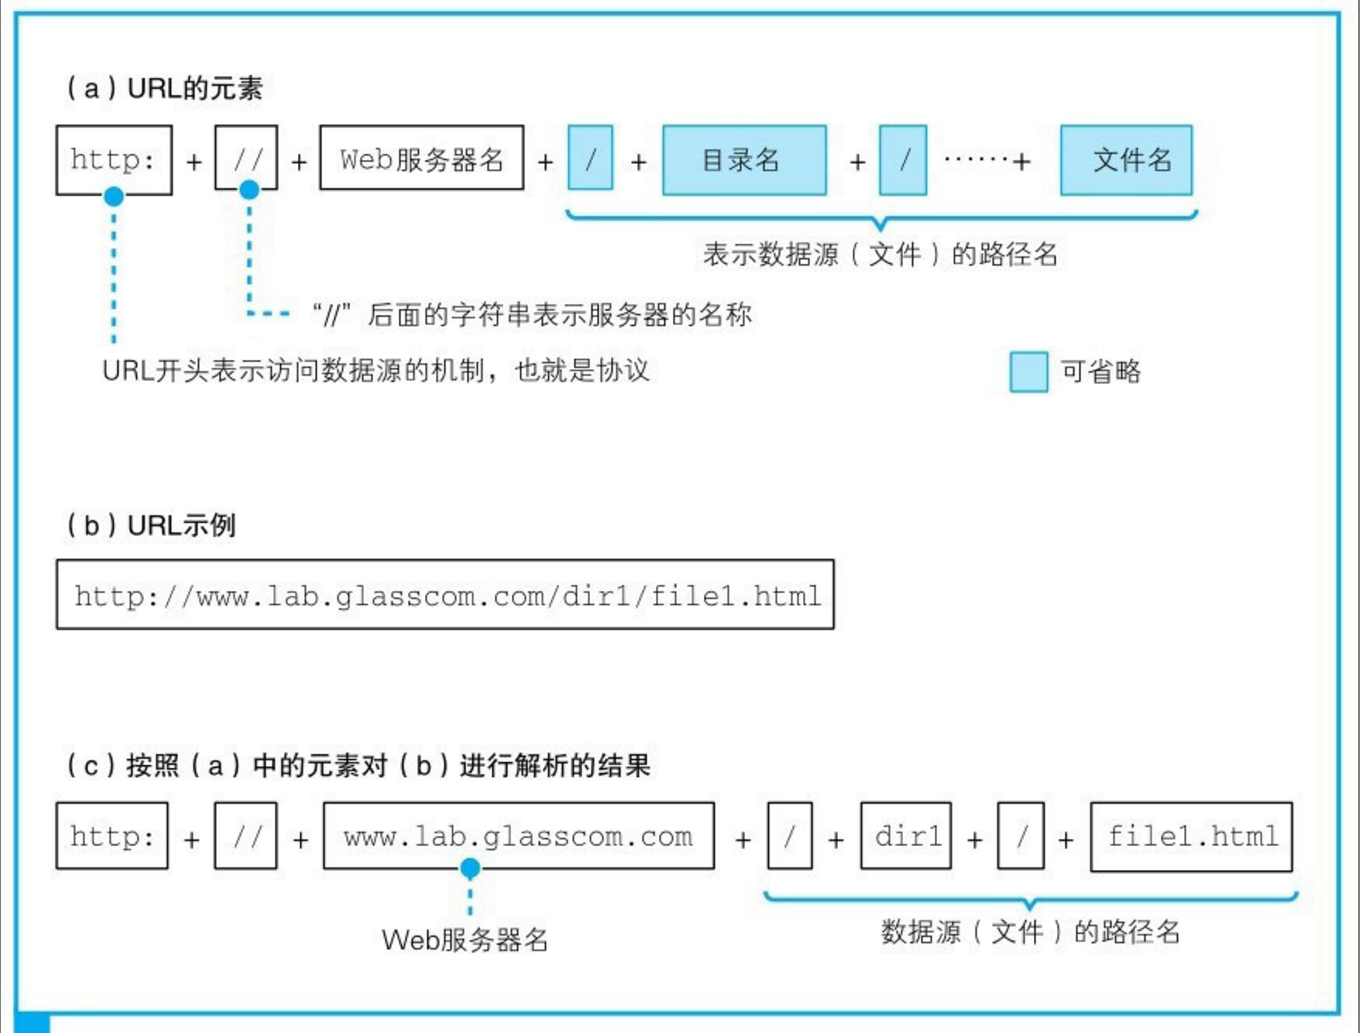 (a)URL的元素
http: + // + Web服务器名 + / + 目录名 + / ……+ 文件名
表示数据源(文件)的路径名
“//”后面的字符串表示服务器的名称
URL开头表示访问数据源的机制，也就是协议
可省略
(b)URL示例
http://www.lab.glasscom.com/dir1/file1.html
(c)按照(a)中的元素对(b)进行解析的结果
http: + // + www.lab.glasscom.com + / + dir1 + / + file1.html
Web服务器名
数据源(文件)的路径名